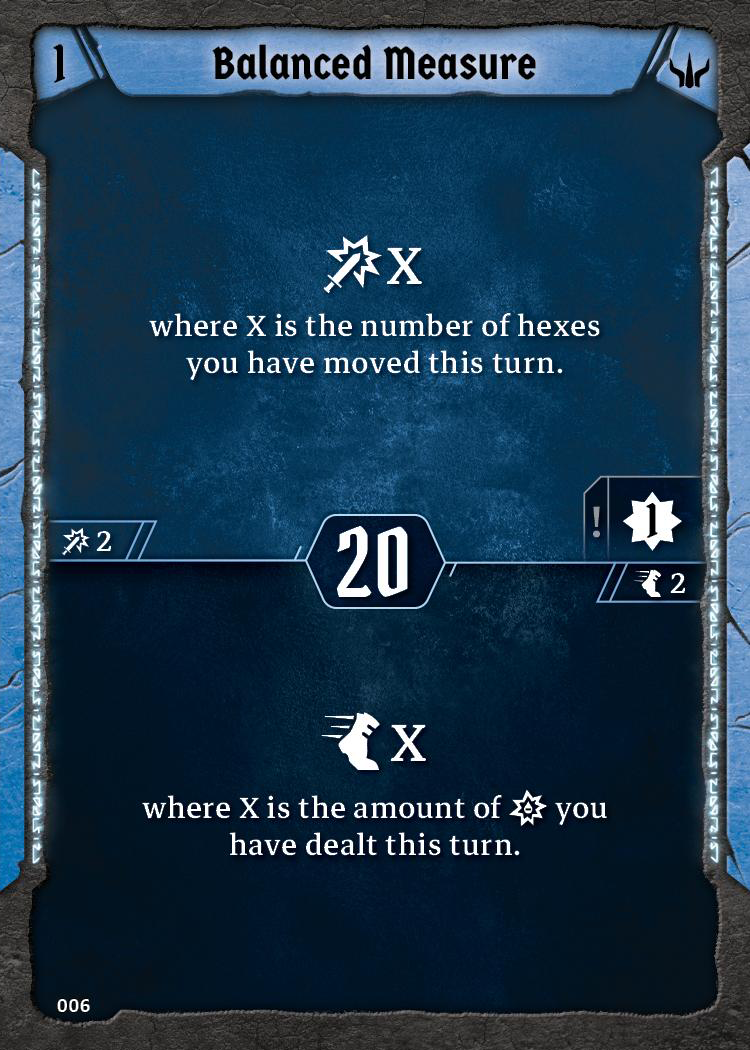 1
Balanced Measure
X
where X is the number of hexes
you have moved this turn.
! 1
2
20
2
X
where X is the amount of you
have dealt this turn.
006